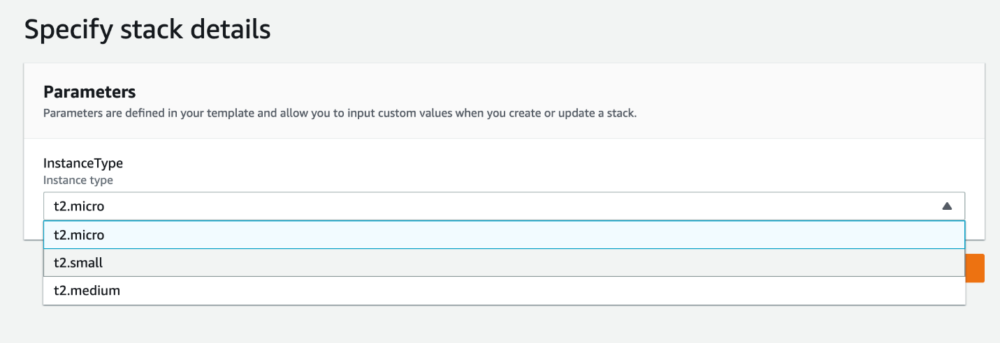 Specify stack details
Parameters
Parameters are defined in your template and allow you to input custom values when you create or update a stack.
InstanceType
Instance type
t2.micro
t2.micro
t2.small
t2.medium